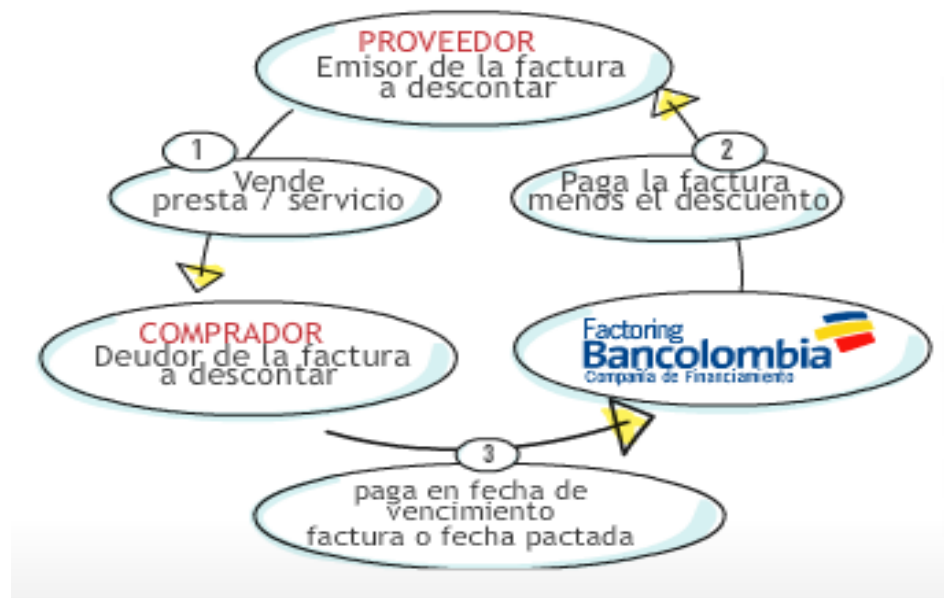 PROVEEDOR
Emisor de la factura
a descontar
1
Vende
presta / servicio
2
Paga la factura
menos el descuento
COMPRADOR
Deudor de la factura
a descontar
Factoring
Bancolombia
Compañía de Financiamiento
3
paga en fecha de
vencimiento
factura o fecha pactada